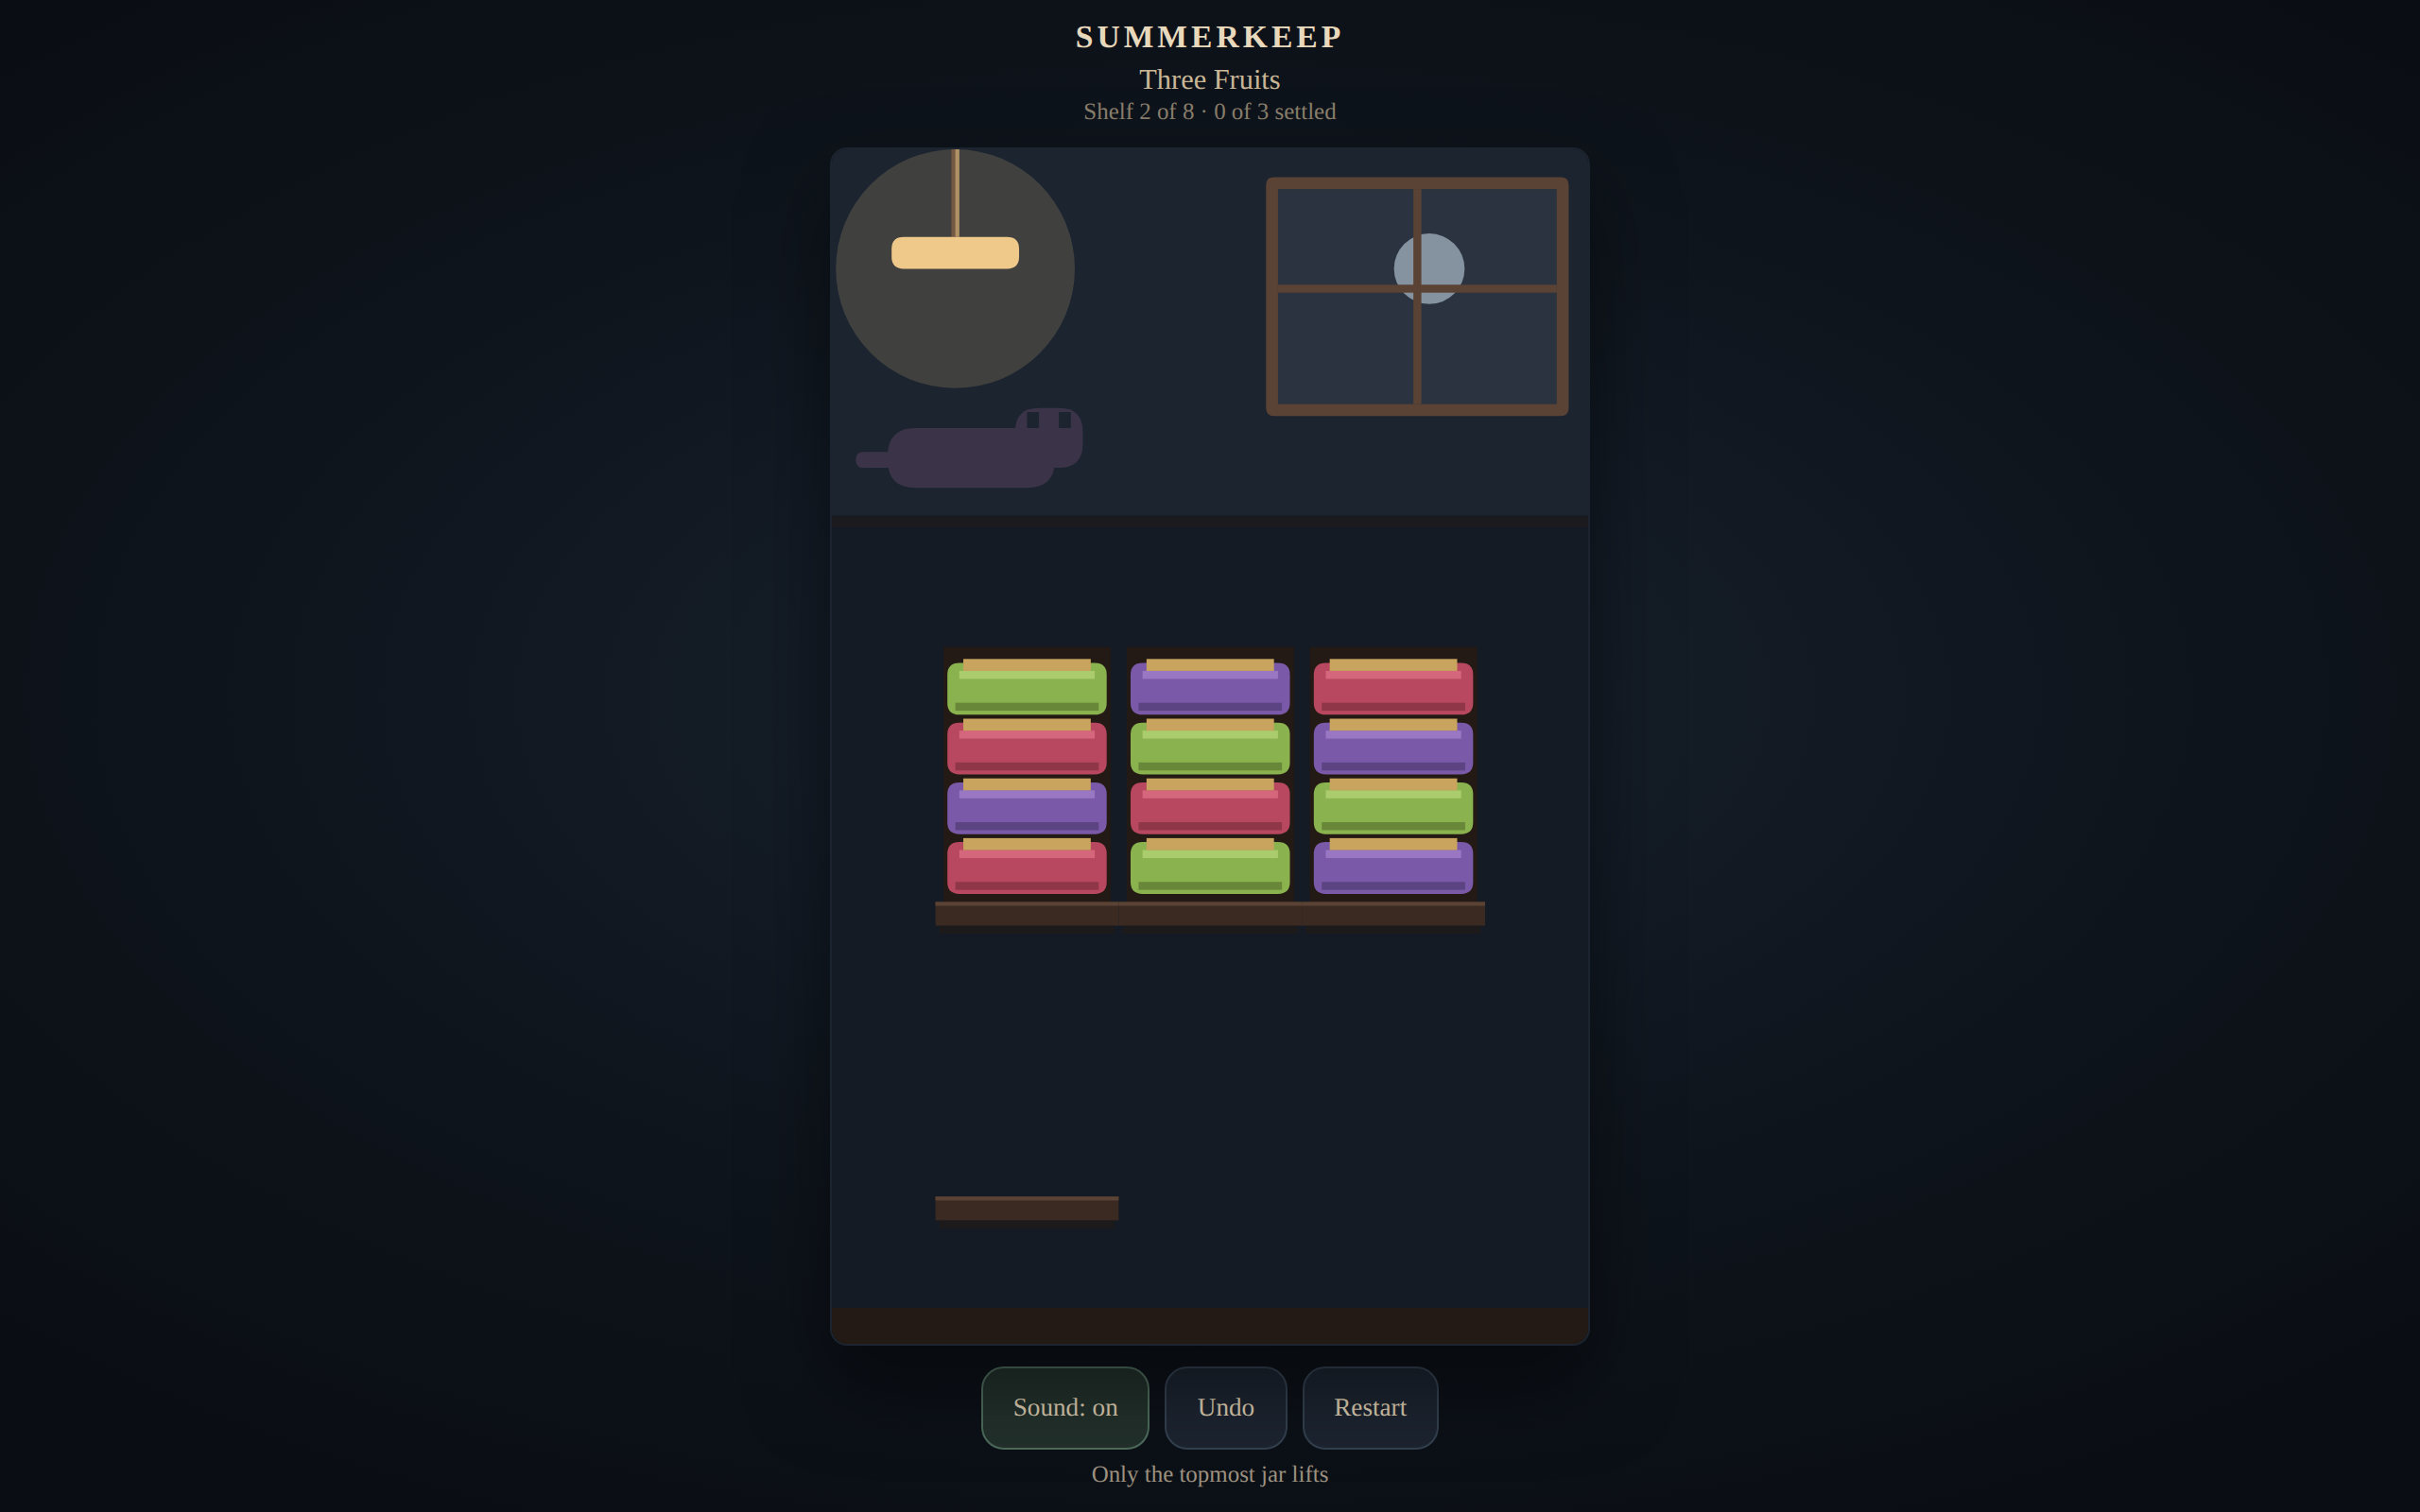 SUMMERKEEP
Three Fruits
Shelf 2 of 8 · 0 of 3 settled
Sound: on
Undo
Restart
Only the topmost jar lifts